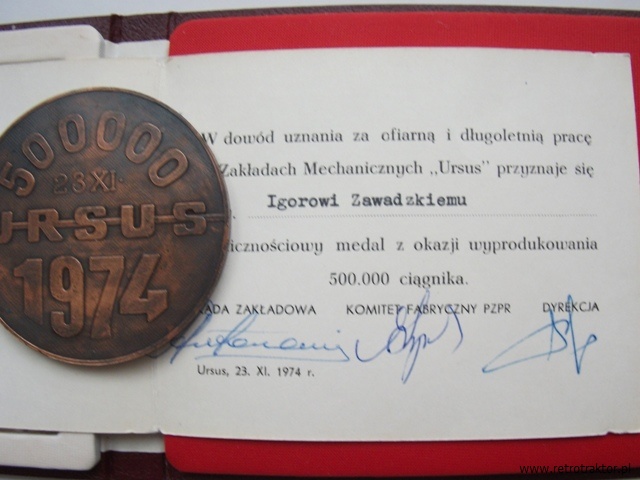 500000
23 XI
URSUS
1974
W dowód uznania za ofiarną i długoletnią pracę
Zakładach Mechanicznych „Ursus" przyznaje się
Igorowi Zawadzkiemu
icznościowy medal z okazji wyprodukowania
500.000 ciągnika.
ADA ZAKŁADOWA KOMITET FABRYCZNY PZPR DYREKCJA
Ursus, 23. XI. 1974 r.
www.retrotraktor.pl